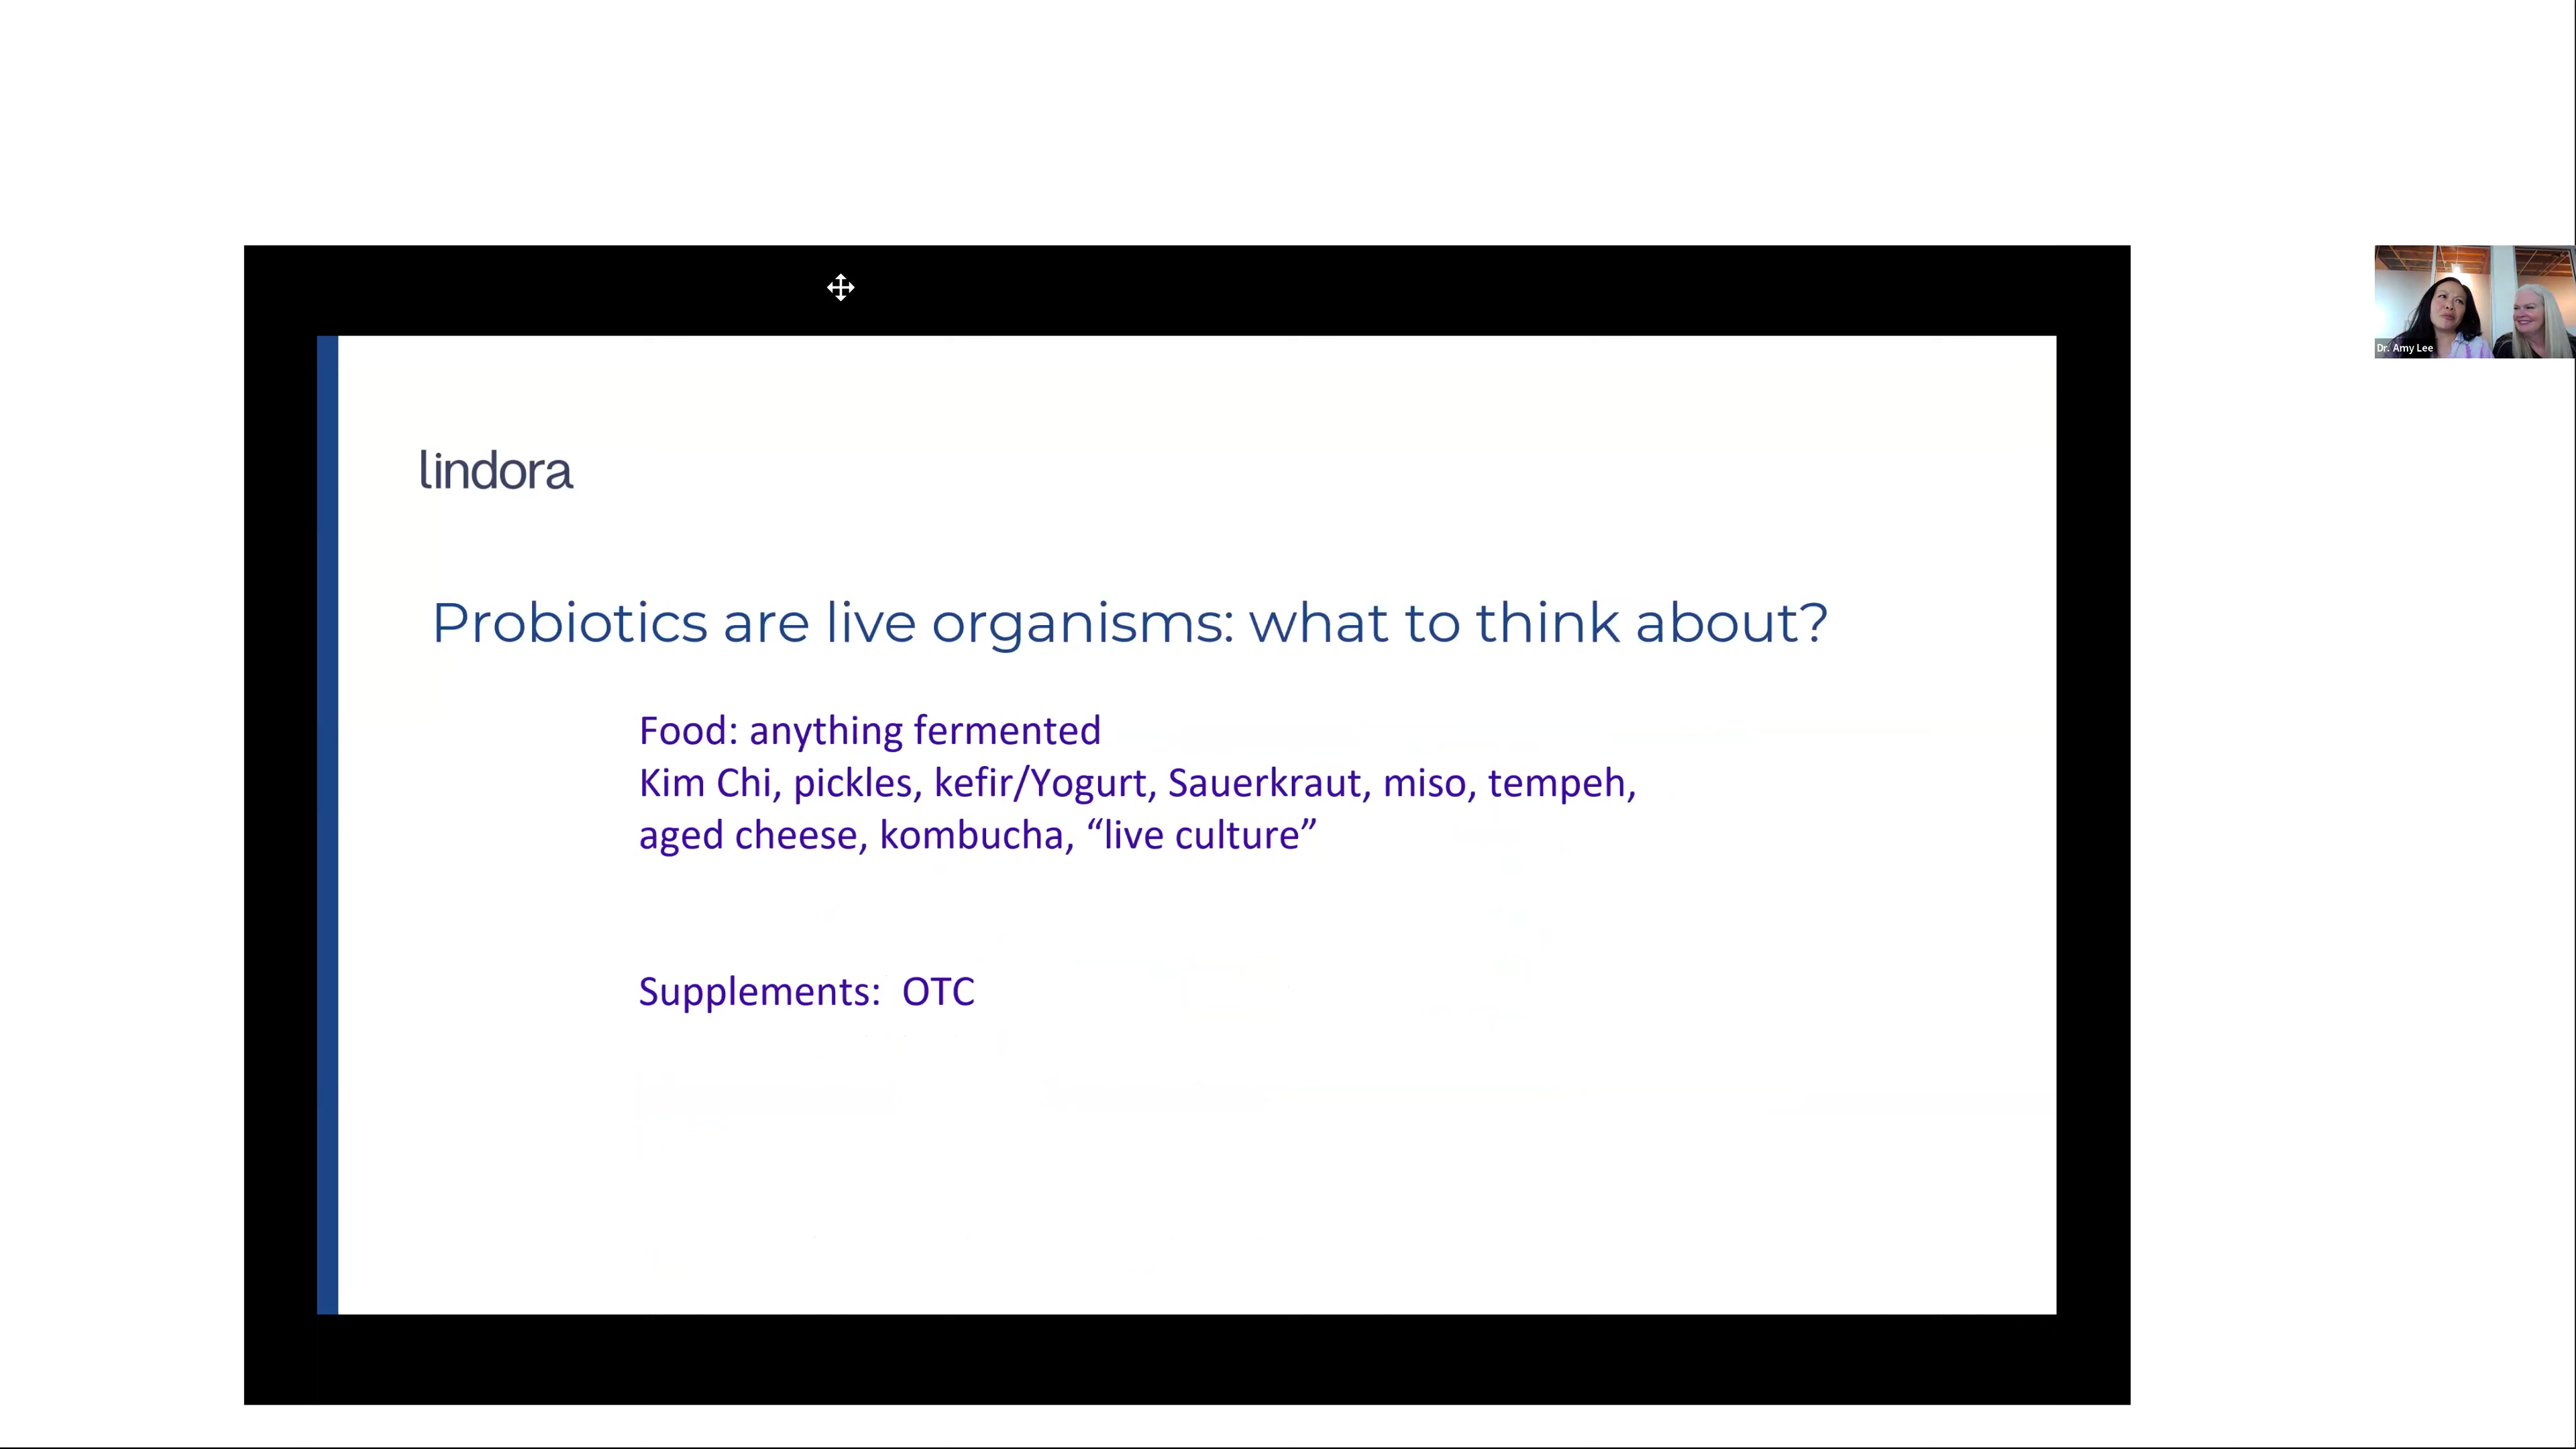 lindora
Probiotics are live organisms: what to think about?
Food: anything fermented
Kim Chi, pickles, kefir/Yogurt, Sauerkraut, miso, tempeh,
aged cheese, kombucha, “live culture”
Supplements:  OTC
Dr. Amy Lee